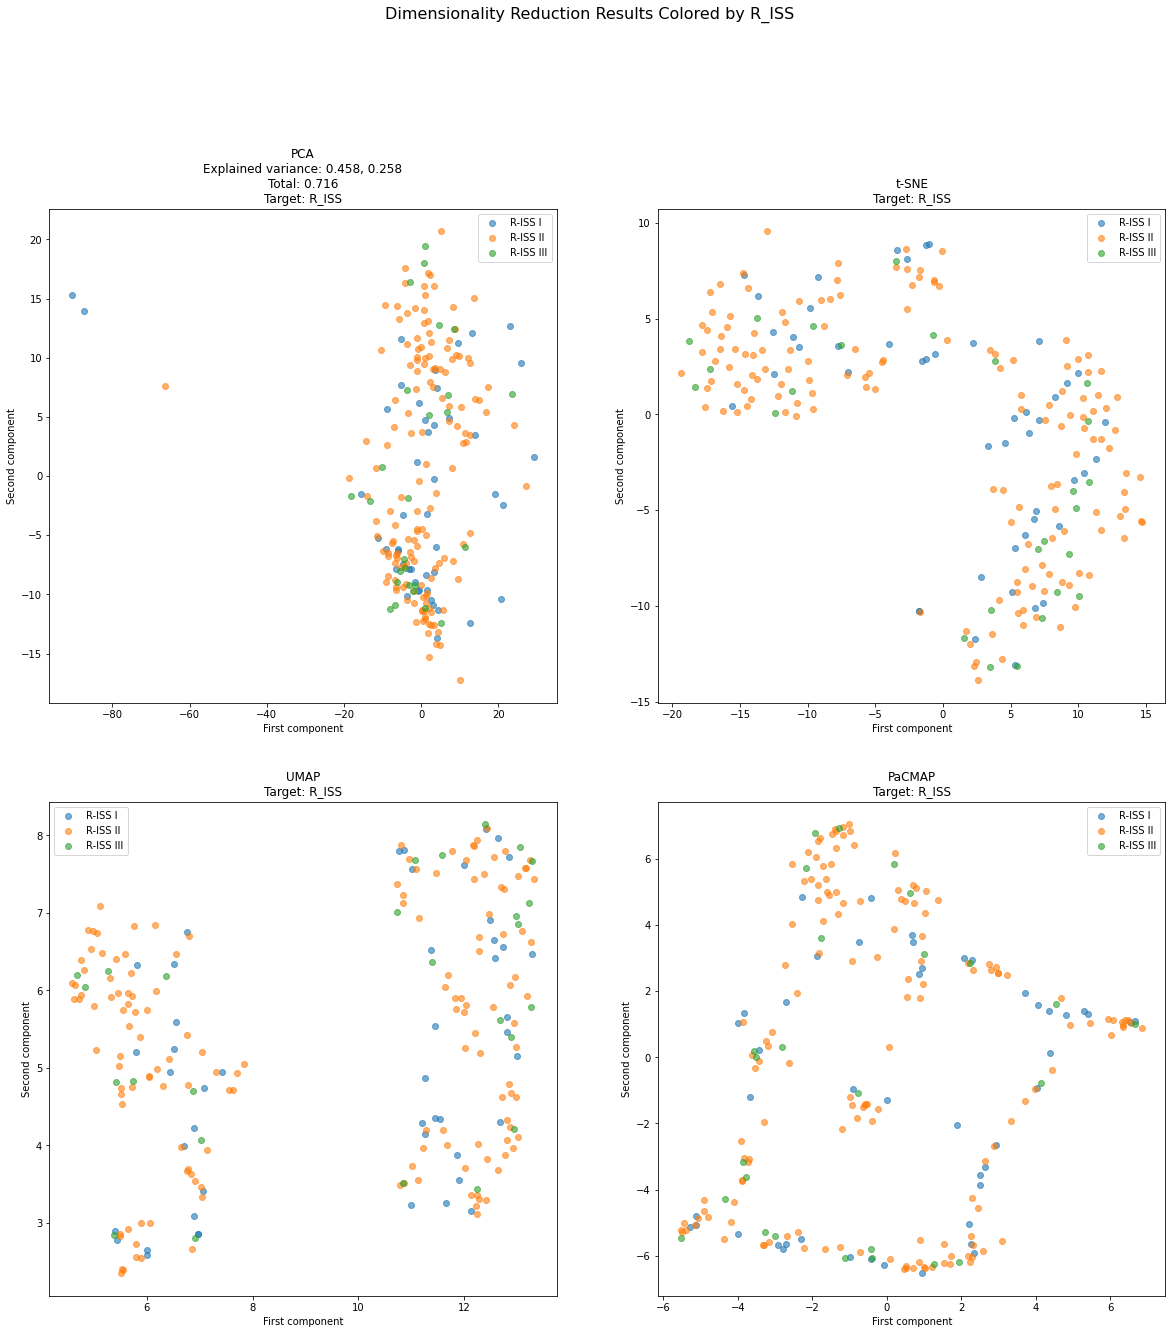 Dimensionality Reduction Results Colored by R_ISS
PCA
Explained variance: 0.458, 0.258
Total: 0.716
Target: R_ISS
R-ISS I
R-ISS II
R-ISS III
20
15
10
5
0
−5
−10
−15
Second component
−80 −60 −40 −20 0 20
First component
t-SNE
Target: R_ISS
R-ISS I
R-ISS II
R-ISS III
10
5
0
−5
−10
−15
Second component
−20 −15 −10 −5 0 5 10 15
First component
UMAP
Target: R_ISS
R-ISS I
R-ISS II
R-ISS III
8
7
6
5
4
3
Second component
6 8 10 12
First component
PaCMAP
Target: R_ISS
R-ISS I
R-ISS II
R-ISS III
6
4
2
0
−2
−4
−6
Second component
−6 −4 −2 0 2 4 6
First component